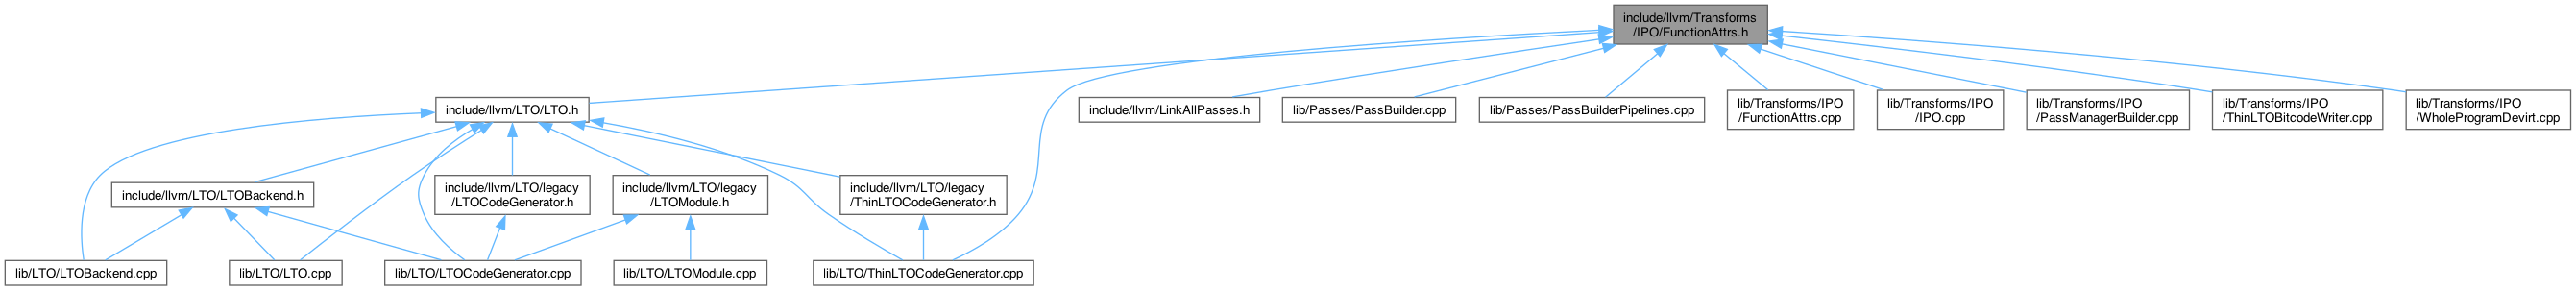 include/llvm/Transforms
/IPO/FunctionAttrs.h
include/llvm/LTO/LTO.h
include/llvm/LinkAllPasses.h
lib/Passes/PassBuilder.cpp
lib/Passes/PassBuilderPipelines.cpp
lib/Transforms/IPO
/FunctionAttrs.cpp
lib/Transforms/IPO
/IPO.cpp
lib/Transforms/IPO
/PassManagerBuilder.cpp
lib/Transforms/IPO
/ThinLTOBitcodeWriter.cpp
lib/Transforms/IPO
/WholeProgramDevirt.cpp
include/llvm/LTO/LTOBackend.h
include/llvm/LTO/legacy
/LTOCodeGenerator.h
include/llvm/LTO/legacy
/LTOModule.h
include/llvm/LTO/legacy
/ThinLTOCodeGenerator.h
lib/LTO/LTOBackend.cpp
lib/LTO/LTO.cpp
lib/LTO/LTOCodeGenerator.cpp
lib/LTO/LTOModule.cpp
lib/LTO/ThinLTOCodeGenerator.cpp